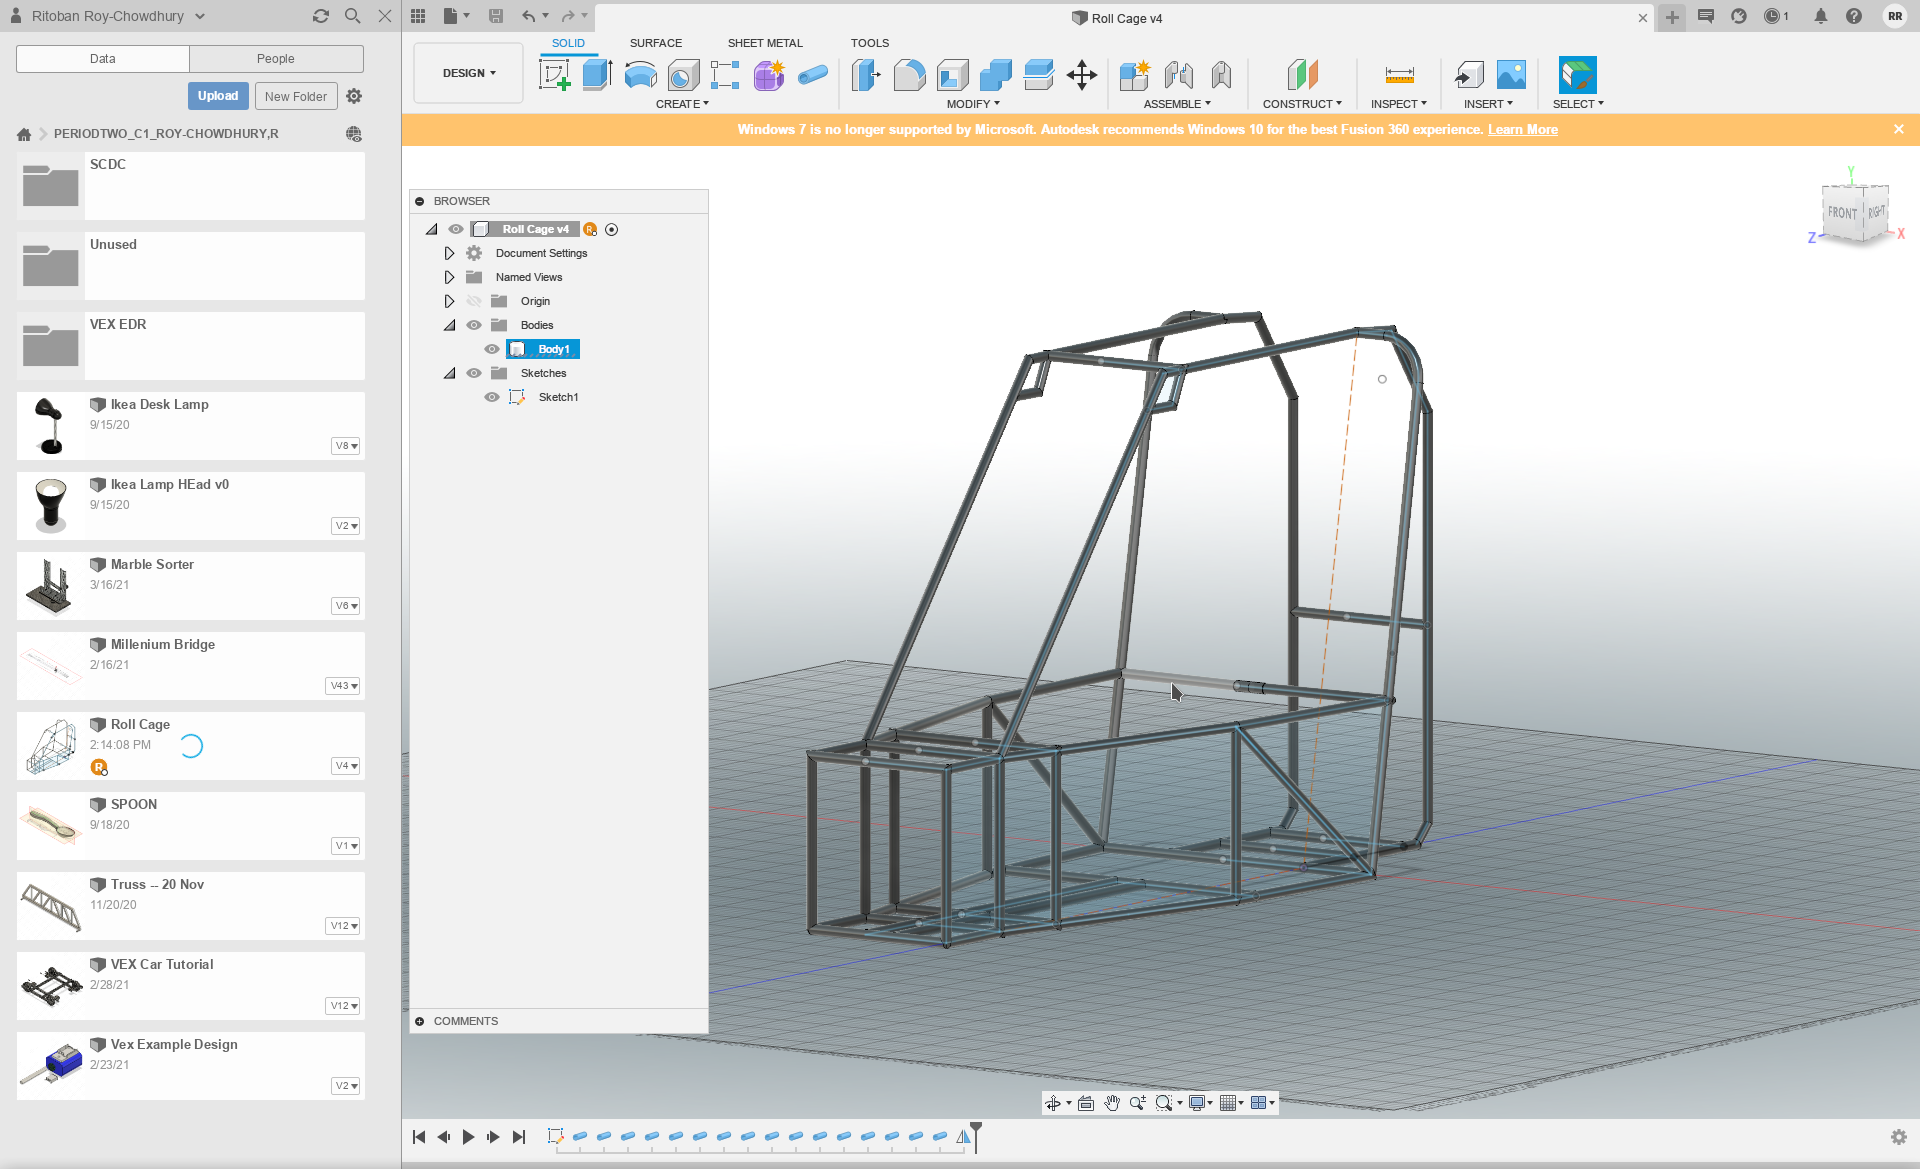 Ritoban Roy-Chowdhury
Roll Cage v4
1
RR
Data
People
Upload
New Folder
PERIODTWO_C1_ROY-CHOWDHURY,R
SCDC
Unused
VEX EDR
Ikea Desk Lamp
9/15/20
V8
Ikea Lamp HEad v0
9/15/20
V2
Marble Sorter
3/16/21
V6
Millenium Bridge
2/16/21
V43
Roll Cage
2:14:08 PM
R
V4
SPOON
9/18/20
V1
Truss -- 20 Nov
11/20/20
V12
VEX Car Tutorial
2/28/21
V12
Vex Example Design
2/23/21
V2
DESIGN
SOLID
SURFACE
SHEET METAL
TOOLS
CREATE
MODIFY
ASSEMBLE
CONSTRUCT
INSPECT
INSERT
SELECT
Windows 7 is no longer supported by Microsoft. Autodesk recommends Windows 10 for the best Fusion 360 experience. Learn More
BROWSER
Roll Cage v4
R
Document Settings
Named Views
Origin
Bodies
Body1
Sketches
Sketch1
COMMENTS
Y
FRONT
RIGHT
Z
X